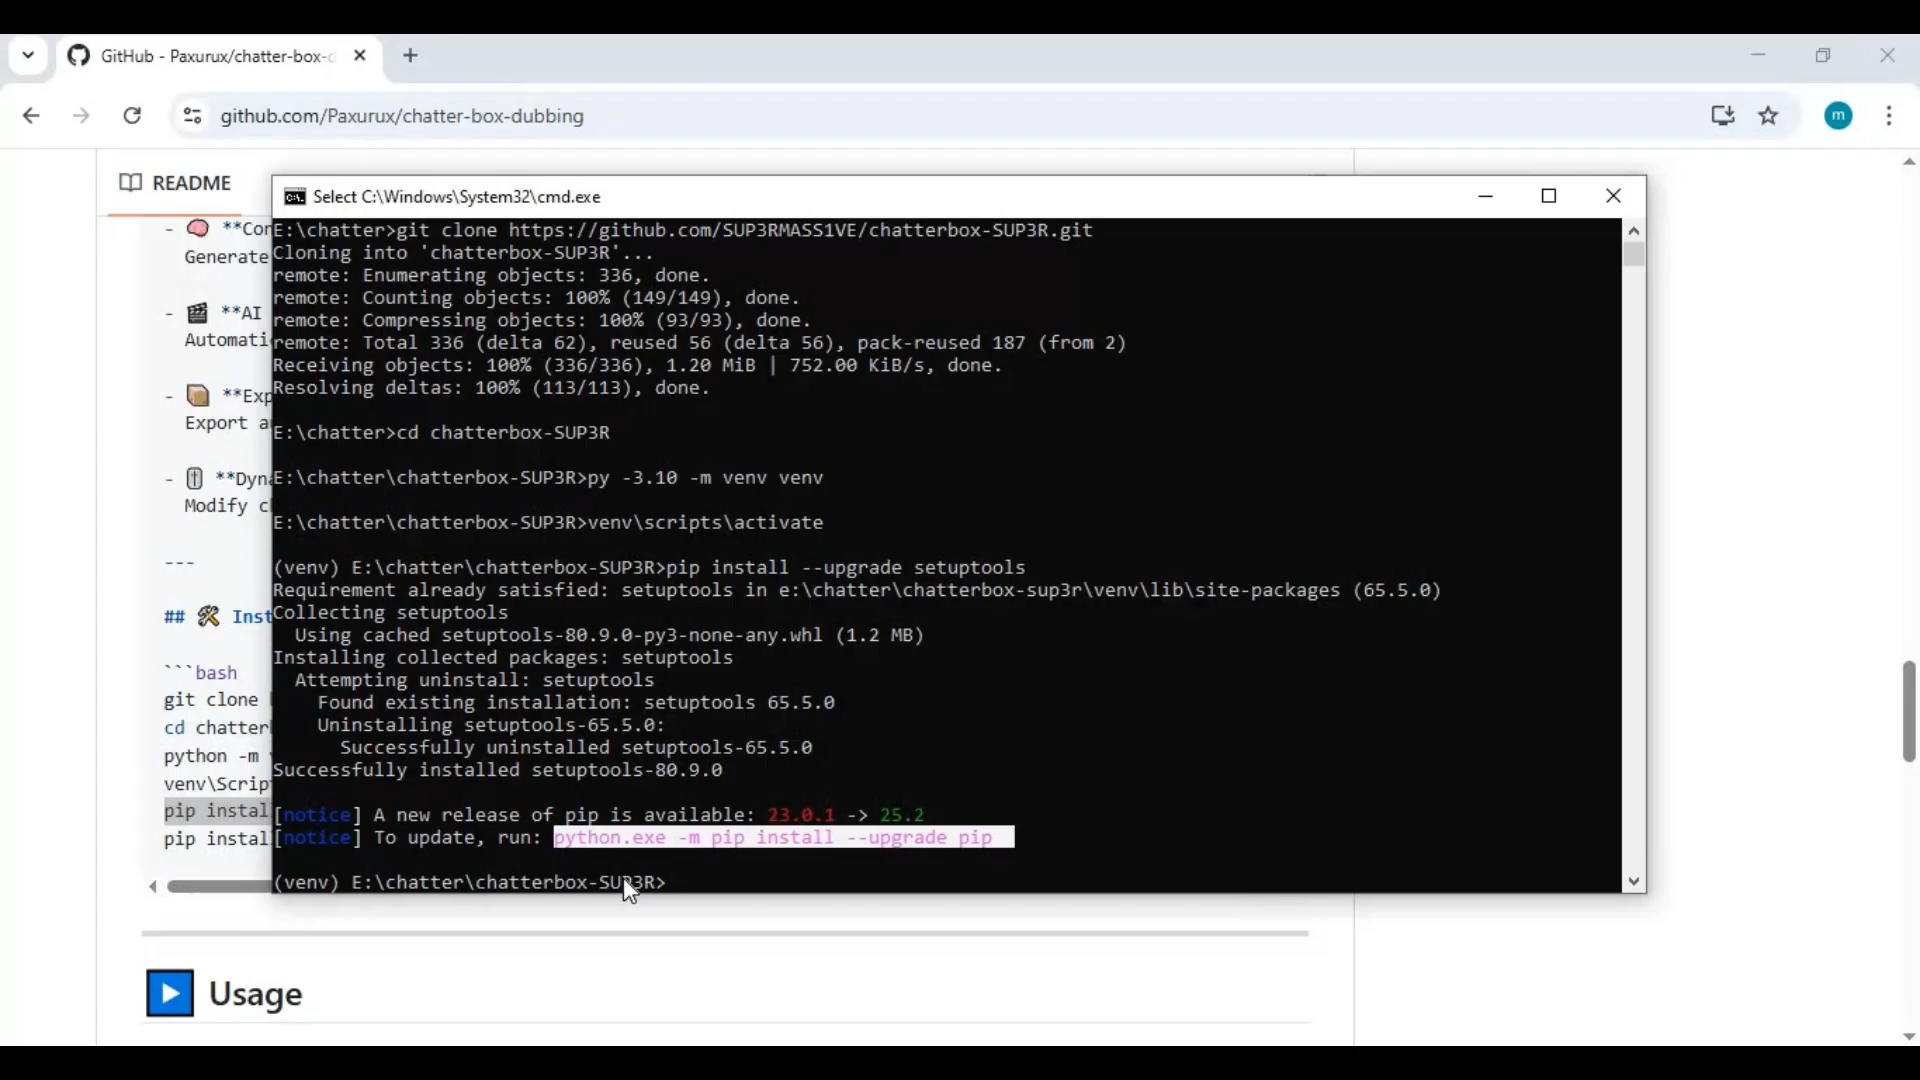 GitHub - Paxurux/chatter-box-d
github.com/Paxurux/chatter-box-dubbing
m
README
Select C:\Windows\System32\cmd.exe
- 🧠 **Con
Generate
- 🎬 **AI
Automati
- 📦 **Exp
Export a
- 🎚 **Dyna
Modify c
---
## 🛠 Inst
```bash
git clone
cd chatter
python -m
venv\Scrip
pip instal
pip instal
E:\chatter>git clone https://github.com/SUP3RMASS1VE/chatterbox-SUP3R.git
Cloning into 'chatterbox-SUP3R'...
remote: Enumerating objects: 336, done.
remote: Counting objects: 100% (149/149), done.
remote: Compressing objects: 100% (93/93), done.
remote: Total 336 (delta 62), reused 56 (delta 56), pack-reused 187 (from 2)
Receiving objects: 100% (336/336), 1.20 MiB | 752.00 KiB/s, done.
Resolving deltas: 100% (113/113), done.
E:\chatter>cd chatterbox-SUP3R
E:\chatter\chatterbox-SUP3R>py -3.10 -m venv venv
E:\chatter\chatterbox-SUP3R>venv\scripts\activate
(venv) E:\chatter\chatterbox-SUP3R>pip install --upgrade setuptools
Requirement already satisfied: setuptools in e:\chatter\chatterbox-sup3r\venv\lib\site-packages (65.5.0)
Collecting setuptools
Using cached setuptools-80.9.0-py3-none-any.whl (1.2 MB)
Installing collected packages: setuptools
Attempting uninstall: setuptools
Found existing installation: setuptools 65.5.0
Uninstalling setuptools-65.5.0:
Successfully uninstalled setuptools-65.5.0
Successfully installed setuptools-80.9.0
[notice] A new release of pip is available: 23.0.1 -> 25.2
[notice] To update, run: python.exe -m pip install --upgrade pip
(venv) E:\chatter\chatterbox-SUP3R>
Usage